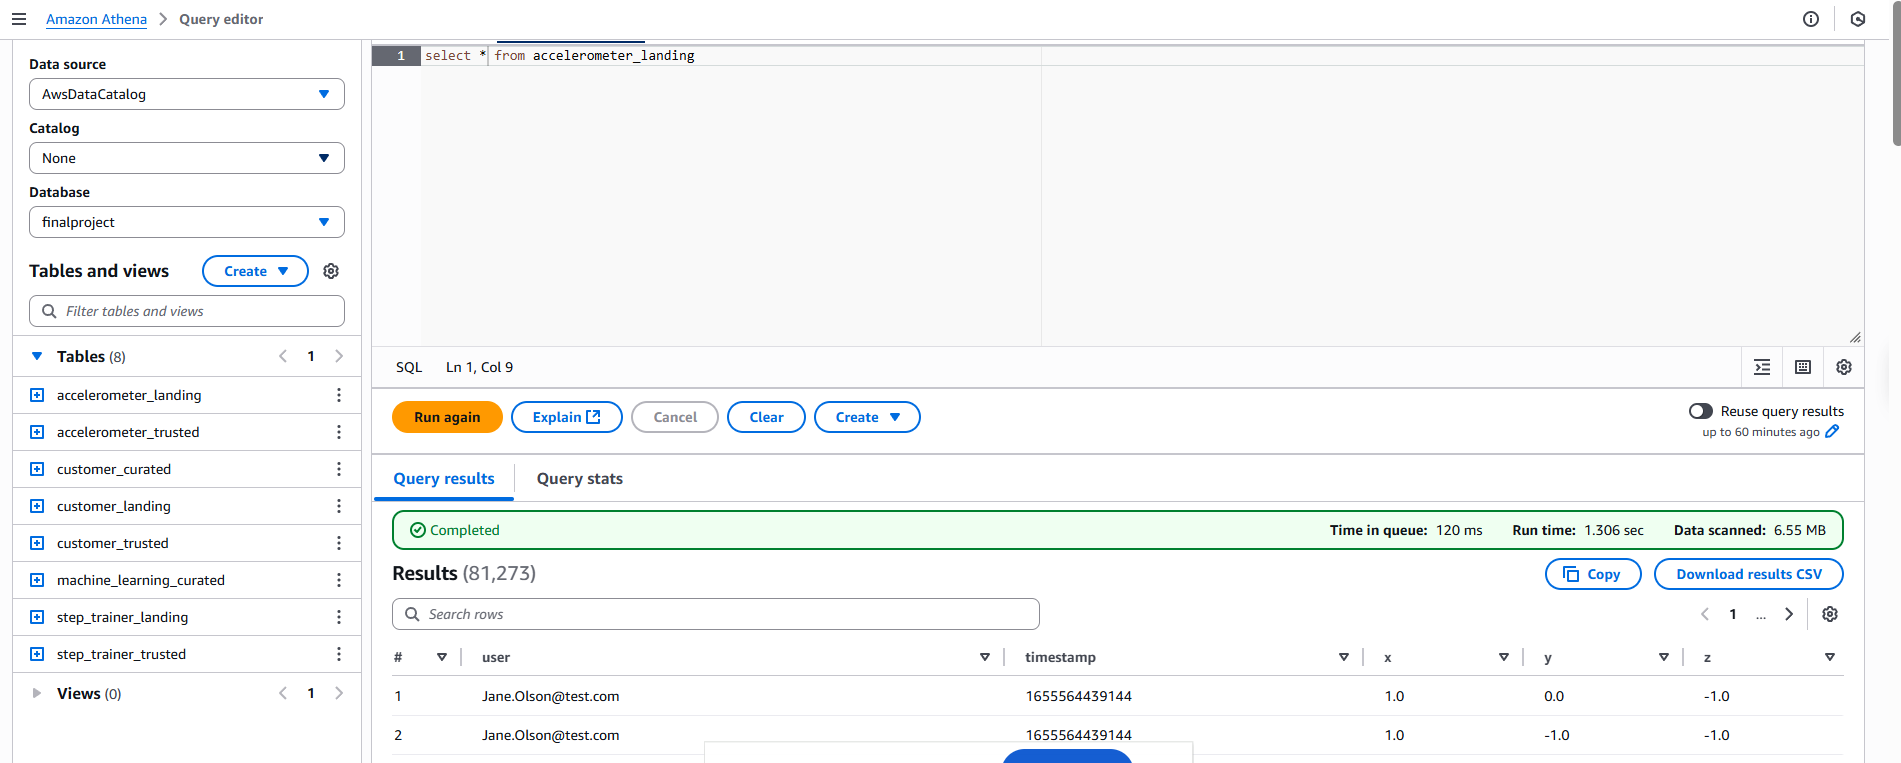 Amazon Athena > Query editor
Data source
AwsDataCatalog
Catalog
None
Database
finalproject
Tables and views
Create
Filter tables and views
Tables (8)
1
accelerometer_landing
accelerometer_trusted
customer_curated
customer_landing
customer_trusted
machine_learning_curated
step_trainer_landing
step_trainer_trusted
Views (0)
1
1 select * from accelerometer_landing
SQL Ln 1, Col 9
Run again Explain Cancel Clear Create
Reuse query results
up to 60 minutes ago
Query results Query stats
Completed Time in queue: 120 ms Run time: 1.306 sec Data scanned: 6.55 MB
Results (81,273) Copy Download results CSV
Search rows 1 ...
# user timestamp x y z
1 Jane.Olson@test.com 1655564439144 1.0 0.0 -1.0
2 Jane.Olson@test.com 1655564439144 1.0 -1.0 -1.0